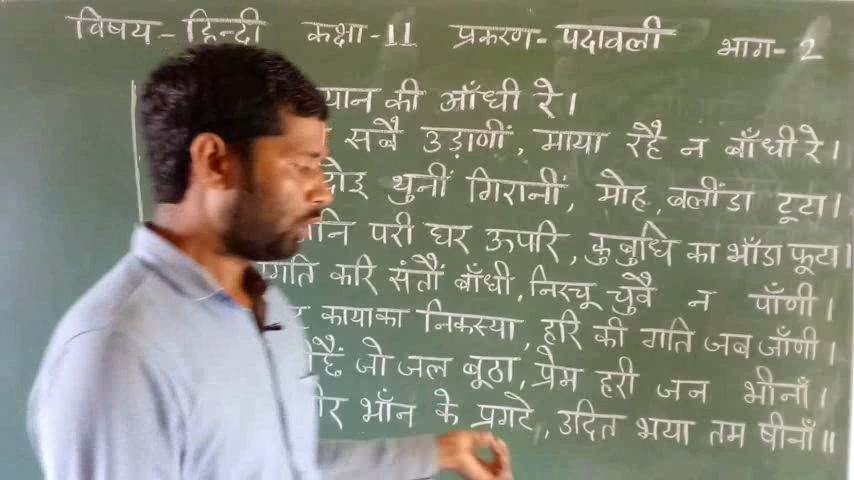 विषय - हिन्दी कक्षा - 11 प्रकरण - पदावली भाग - 2
यान की आँधी रे।
सबै उड़ाणीं, माया रहै न बाँधी रे।
दोइ थुनीं गिरानीं, मोह, बलींडा टूटा।
नि परी घर ऊपरि, कुबुधि का भाँडा फूटा।
गति करि संतौं बाँधी, निरचू चुवै न पाँणी।
कायाका निकस्या, हरि की गति जब जाँणी।
जो जल बूठा, प्रेम हरी जन भीनाँ।
भाँन के प्रगटे, उदित भया तम षीनाँ॥